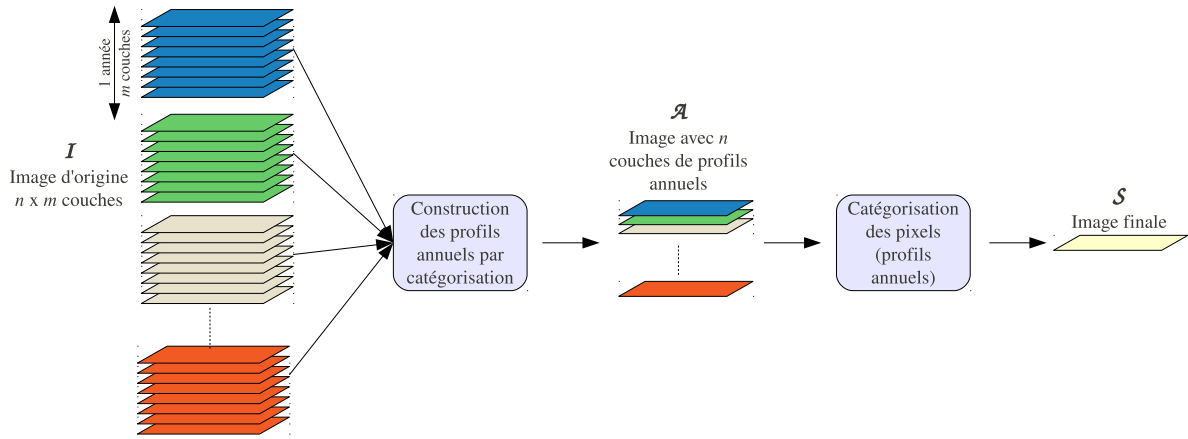 1 année
m couches
I
Image d'origine
n x m couches
Construction
des profils
annuels par
catégorisation
A
Image avec n
couches de profils
annuels
Catégorisation
des pixels
(profils
annuels)
S
Image finale